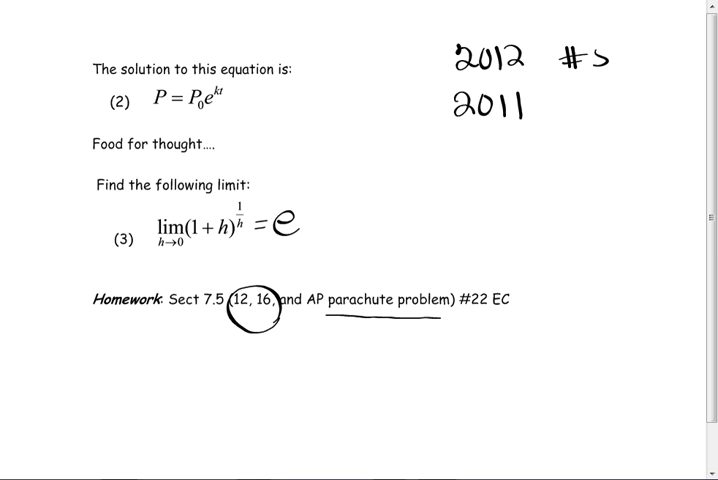 The solution to this equation is:
2012 #5
(2) P = P₀e^{kt}
2011
Food for thought....
Find the following limit:
(3) lim_{h→0} (1 + h)^{1/h} = e
Homework: Sect 7.5 (12, 16, and AP parachute problem) #22 EC